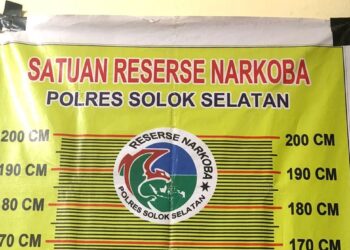 SATUAN RESERSE NARKOBA
POLRES SOLOK SELATAN
200 CM 200 CM
RESERSE NARKOBA
190 CM 190 CM
80 CM 180 CM
POLRES SOLOK SELATAN
170 CM 170 CM